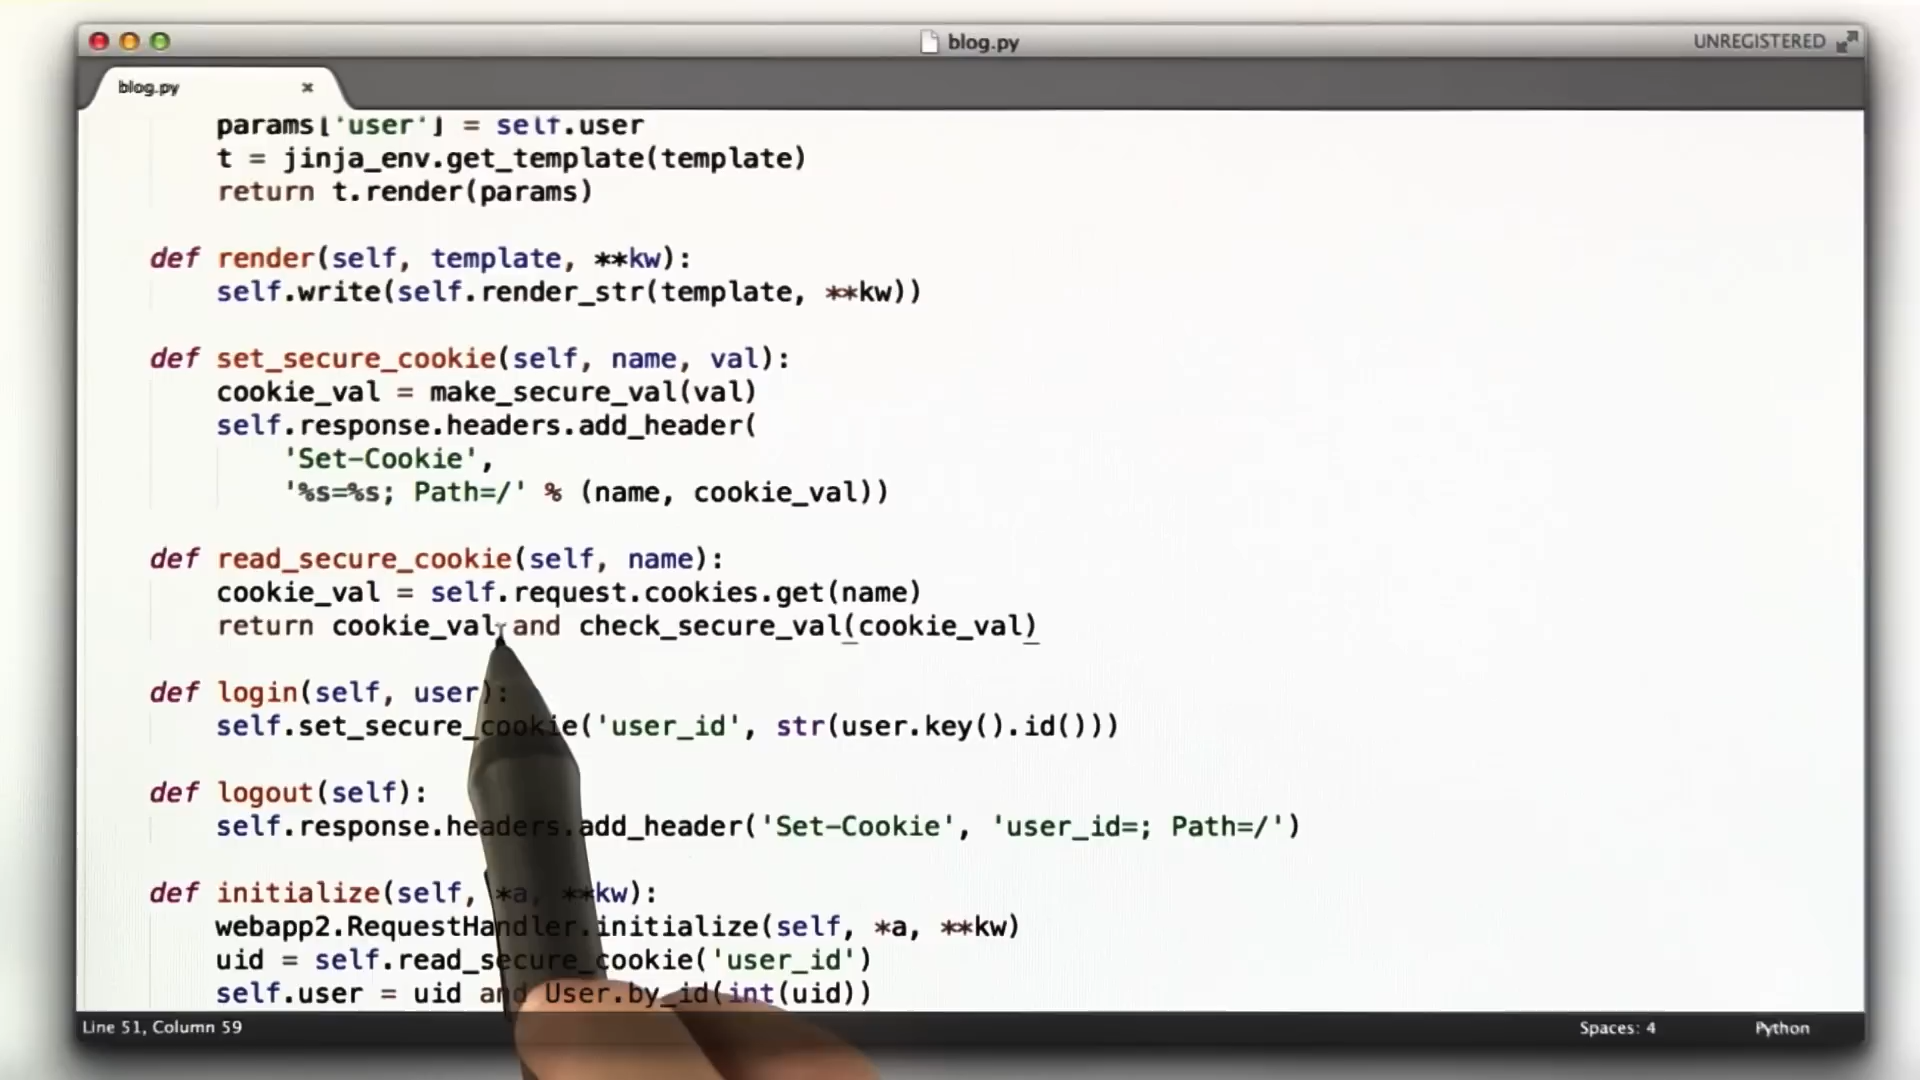 blog.py
UNREGISTERED
blog.py
params['user'] = self.user
t = jinja_env.get_template(template)
return t.render(params)
def render(self, template, **kw):
self.write(self.render_str(template, **kw))
def set_secure_cookie(self, name, val):
cookie_val = make_secure_val(val)
self.response.headers.add_header(
'Set-Cookie',
'%s=%s; Path=/' % (name, cookie_val))
def read_secure_cookie(self, name):
cookie_val = self.request.cookies.get(name)
return cookie_val and check_secure_val(cookie_val)
def login(self, user):
self.set_secure_cookie('user_id', str(user.key().id()))
def logout(self):
self.response.headers.add_header('Set-Cookie', 'user_id=; Path=/')
def initialize(self, *a, **kw):
webapp2.RequestHandler.initialize(self, *a, **kw)
uid = self.read_secure_cookie('user_id')
self.user = uid and User.by_id(int(uid))
Line 51, Column 59
Spaces: 4
Python